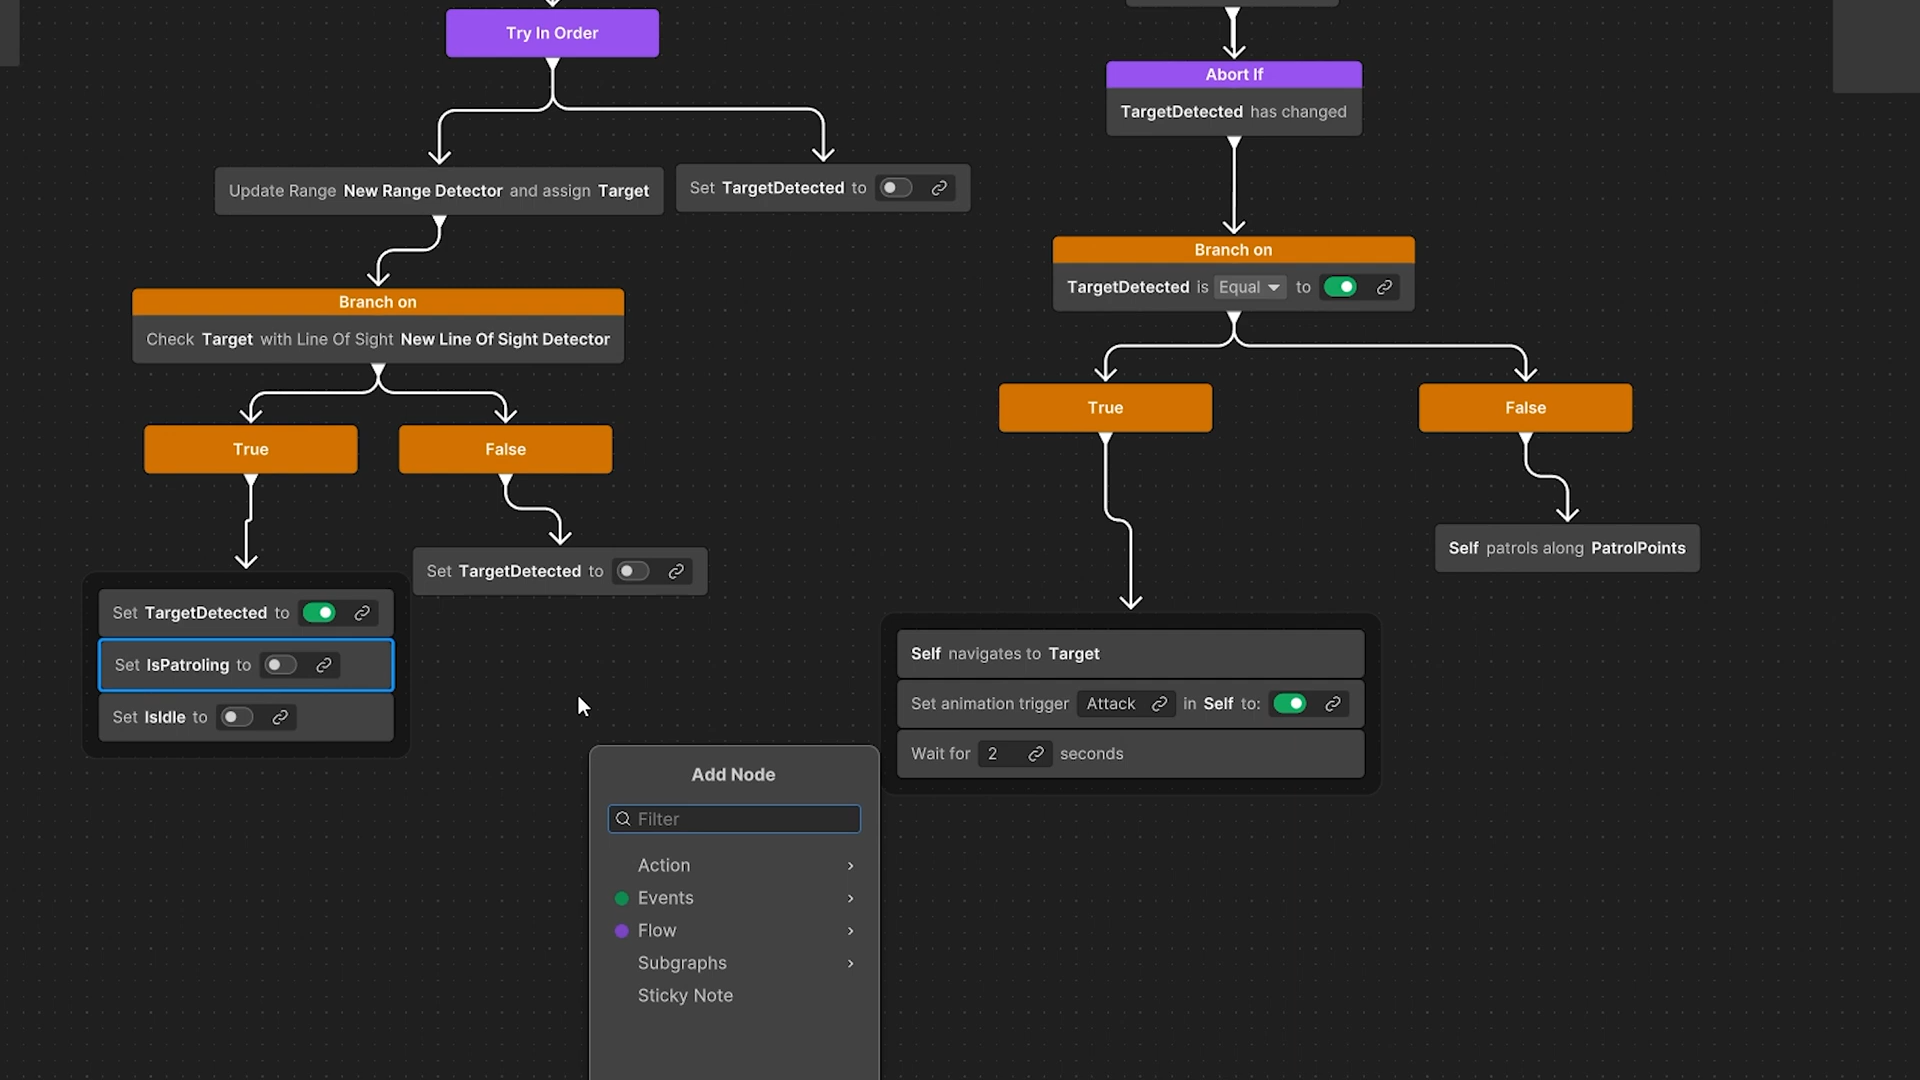 Try In Order
Update Range New Range Detector and assign Target
Set TargetDetected to
Branch on
Check Target with Line Of Sight New Line Of Sight Detector
True
False
Set TargetDetected to
Set TargetDetected to
Set IsPatroling to
Set IsIdle to
Abort If
TargetDetected has changed
Branch on
TargetDetected is Equal to
True
False
Self patrols along PatrolPoints
Self navigates to Target
Set animation trigger Attack in Self to:
Wait for 2 seconds
Add Node
Filter
Action
Events
Flow
Subgraphs
Sticky Note